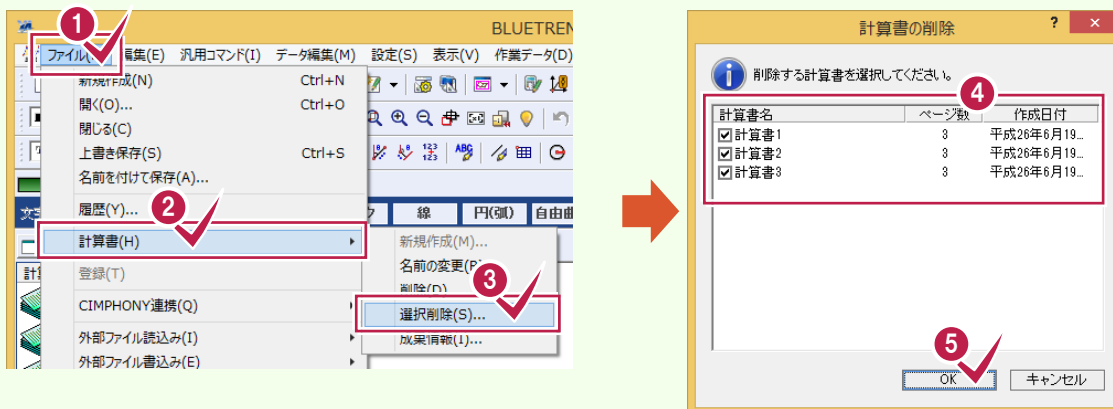 1
BLUETREN
ファイル( 編集(E) 汎用コマンド(I) データ編集(M) 設定(S) 表示(V) 作業データ(D)
新規作成(N) Ctrl+N
開く(O)... Ctrl+O
閉じる(C)
上書き保存(S) Ctrl+S
名前を付けて保存(A)...
履歴(Y)...
2
計算書(H)
登録(T)
CIMPHONY連携(Q)
外部ファイル読込み(I)
外部ファイル書込み(E)
線 円(弧) 自由曲
新規作成(M)...
名前の変更(R)
削除(D)
3
選択削除(S)...
成果情報(I)...
計算書の削除 ? ×
削除する計算書を選択してください。
4
計算書名 ページ数 作成日付
計算書1 3 平成26年6月19...
計算書2 3 平成26年6月19...
計算書3 3 平成26年6月19...
5
OK キャンセル